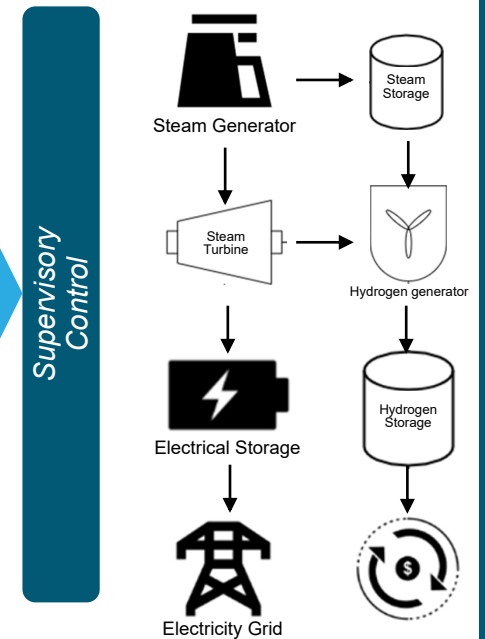 Supervisory
Control
Steam Generator
Steam
Storage
Steam
Turbine
Hydrogen generator
Electrical Storage
Hydrogen
Storage
$
Electricity Grid